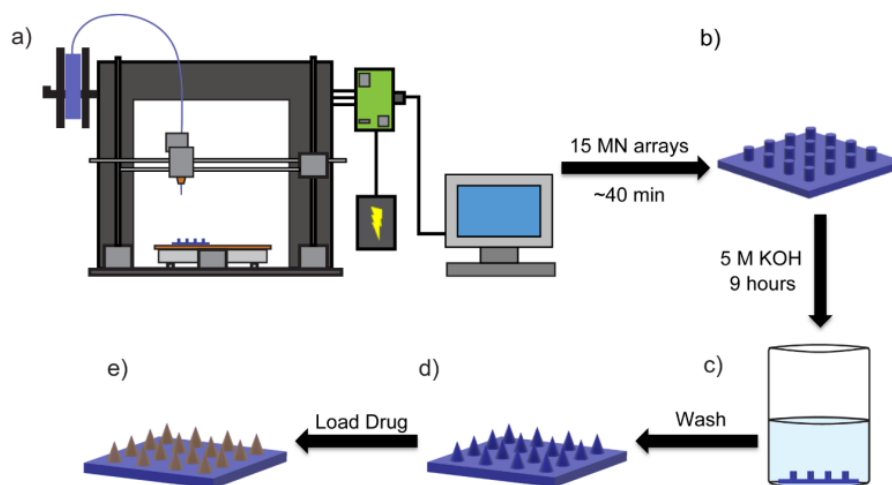 a)
b)
15 MN arrays
~40 min
5 M KOH
9 hours
c)
Wash
d)
Load Drug
e)